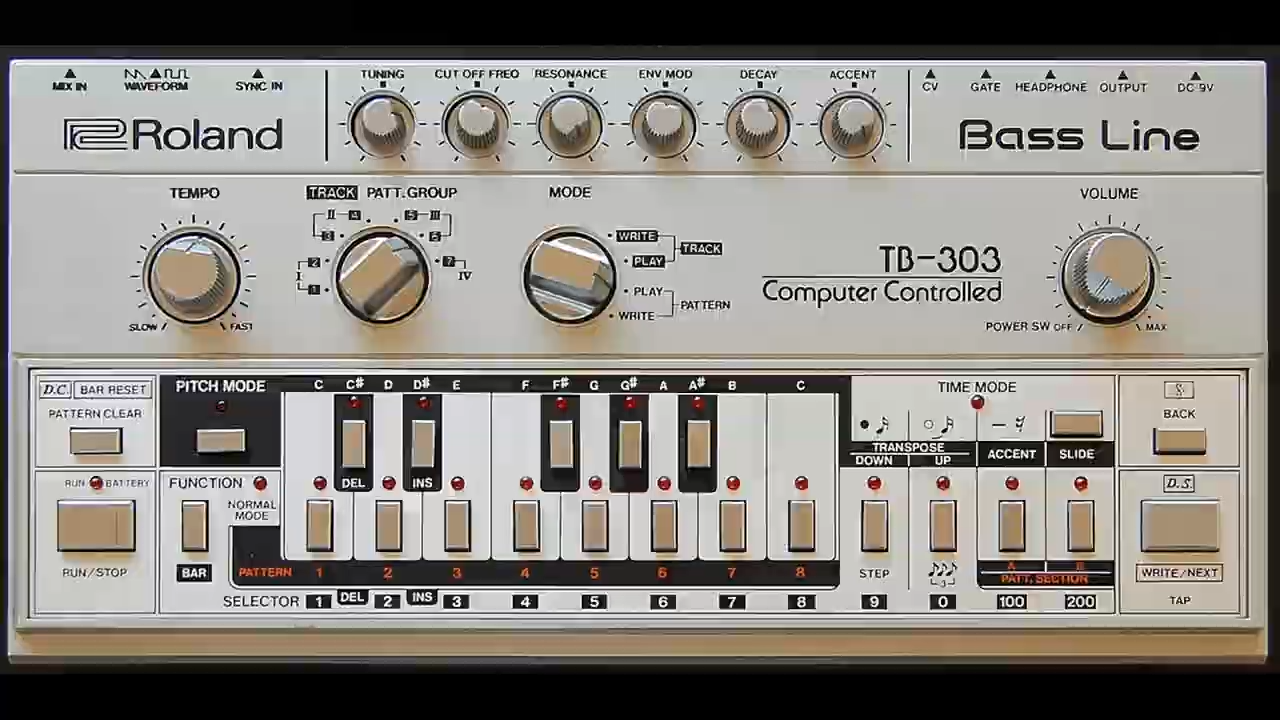 MIX IN WAVEFORM SYNC IN TUNING CUT OFF FREQ RESONANCE ENV MOD DECAY ACCENT CV GATE HEADPHONE OUTPUT DC 9V
Roland Bass Line
TEMPO TRACK PATT.GROUP MODE VOLUME
II 4 5 III
3 6 WRITE TRACK
I 2 7 IV PLAY
1 PLAY PATTERN
WRITE
TB-303
Computer Controlled
SLOW FAST POWER SW OFF MAX
D.C. BAR RESET PITCH MODE C C# D D# E F F# G G# A A# B C TIME MODE S.
PATTERN CLEAR BACK
TRANSPOSE
DOWN UP ACCENT SLIDE
RUN BATTERY FUNCTION DEL INS D.S.
NORMAL
MODE
RUN/STOP BAR PATTERN 1 2 3 4 5 6 7 8 STEP 3 A B WRITE/NEXT
PATT. SECTION
SELECTOR 1 DEL 2 INS 3 4 5 6 7 8 9 0 100 200 TAP